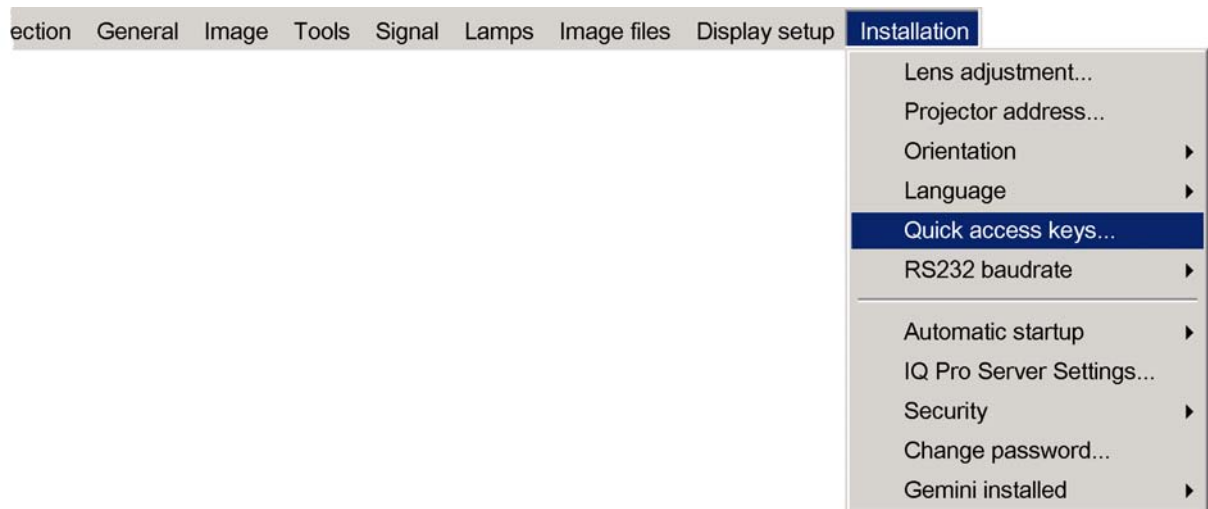 ection General Image Tools Signal Lamps Image files Display setup Installation
Lens adjustment...
Projector address...
Orientation
Language
Quick access keys...
RS232 baudrate
Automatic startup
IQ Pro Server Settings...
Security
Change password...
Gemini installed